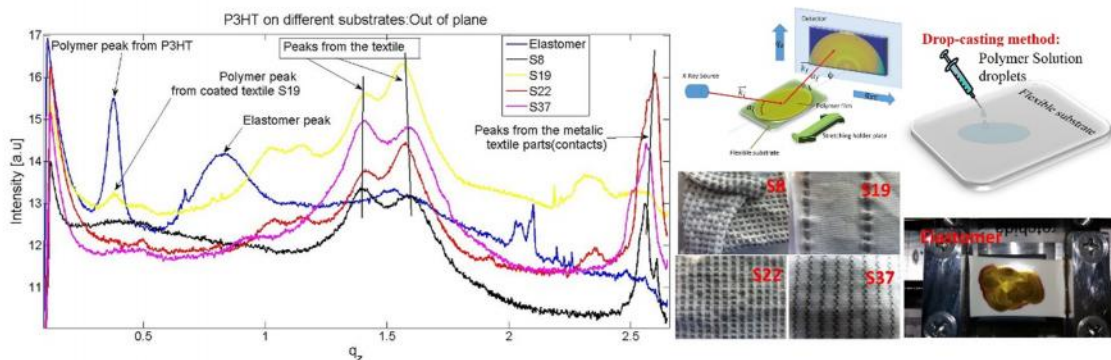 P3HT on different substrates:Out of plane
17
16
15
14
13
12
11
Intensity [a.u]
0.5
1
1.5
2
2.5
q_z
Polymer peak from P3HT
Polymer peak
from coated textile S19
Elastomer peak
Peaks from the textile
Elastomer
S8
S19
S22
S37
Peaks from the metalic
textile parts(contacts)
Detector
X Ray Source
Polymer film
Stretching holder plate
Flexible substrate
Drop-casting method:
Polymer Solution
droplets
Flexible substrate
S8
S19
S22
S37
Elastomer